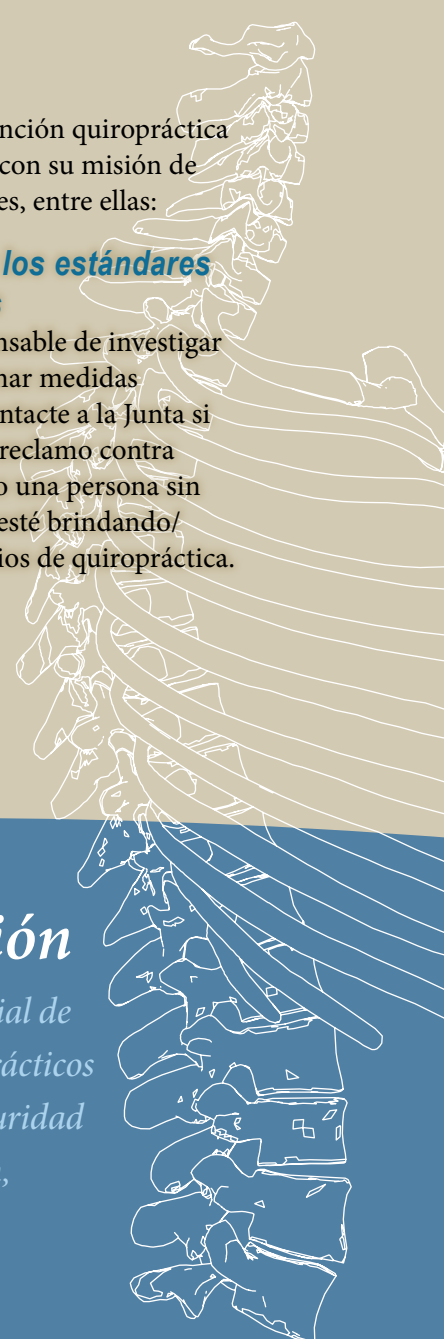 nción quiropráctica
con su misión de
es, entre ellas:
los estándares
s
nsable de investigar
nar medidas
ntacte a la Junta si
reclamo contra
o una persona sin
esté brindando/
ios de quiropráctica.
ión
ial de
rácticos
uridad
,